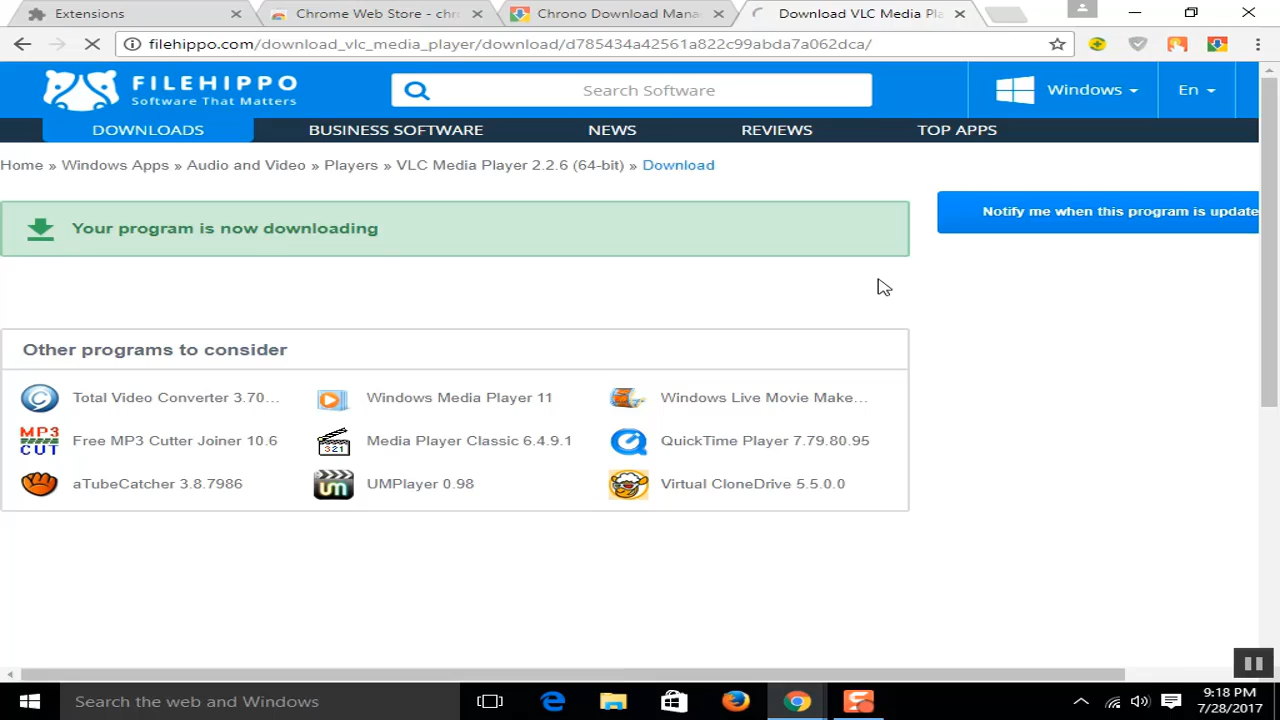 Extensions
Chrome Web Store - chr
Chrono Download Mana
Download VLC Media Pla
filehippo.com/download_vlc_media_player/download/d785434a42561a822c99abda7a062dca/
FILEHIPPO
Software That Matters
Search Software
Windows
En
DOWNLOADS
BUSINESS SOFTWARE
NEWS
REVIEWS
TOP APPS
Home » Windows Apps » Audio and Video » Players » VLC Media Player 2.2.6 (64-bit) » Download
Your program is now downloading
Notify me when this program is update
Other programs to consider
Total Video Converter 3.70...
Windows Media Player 11
Windows Live Movie Make...
MP3 CUT
Free MP3 Cutter Joiner 10.6
321
Media Player Classic 6.4.9.1
QuickTime Player 7.79.80.95
aTubeCatcher 3.8.7986
um
UMPlayer 0.98
Virtual CloneDrive 5.5.0.0
Search the web and Windows
9:18 PM
7/28/2017